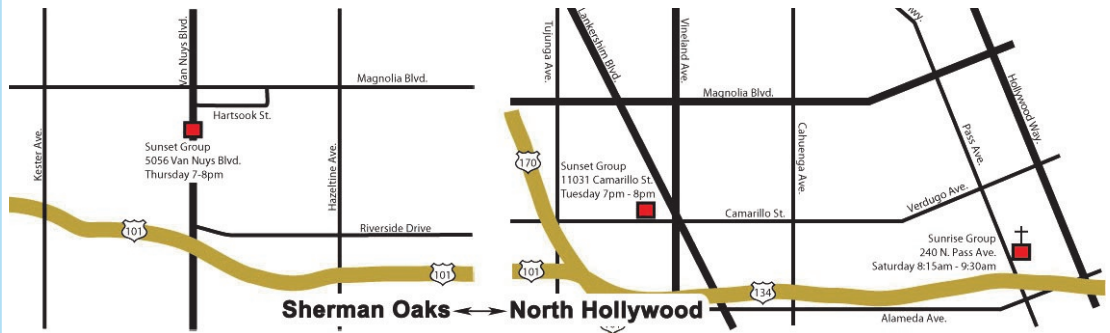 Van Nuys Blvd.
Magnolia Blvd.
Hartsook St.
Kester Ave.
Sunset Group
5056 Van Nuys Blvd.
Thursday 7-8pm
Hazeltine Ave.
Riverside Drive
101
101
Sherman Oaks
North Hollywood
Tujunga Ave.
Lankershim Blvd.
Vineland Ave.
Magnolia Blvd.
170
Sunset Group
11031 Camarillo St.
Tuesday 7pm - 8pm
Cahuenga Ave.
Camarillo St.
wy.
Hollywood Way.
Pass Ave.
Verdugo Ave.
Sunrise Group
240 N. Pass Ave.
Saturday 8:15am - 9:30am
101
134
Alameda Ave.